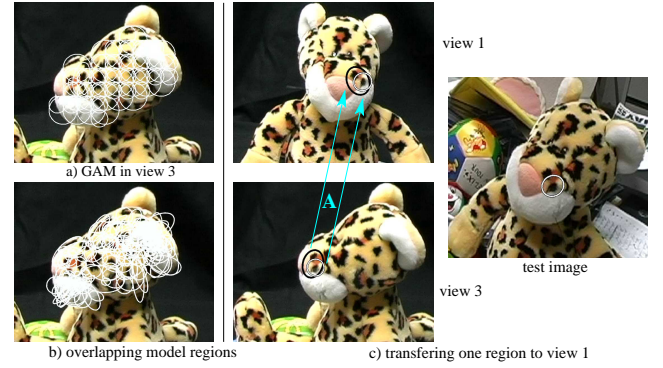 view 1
a) GAM in view 3
A
test image
view 3
b) overlapping model regions
c) transfering one region to view 1